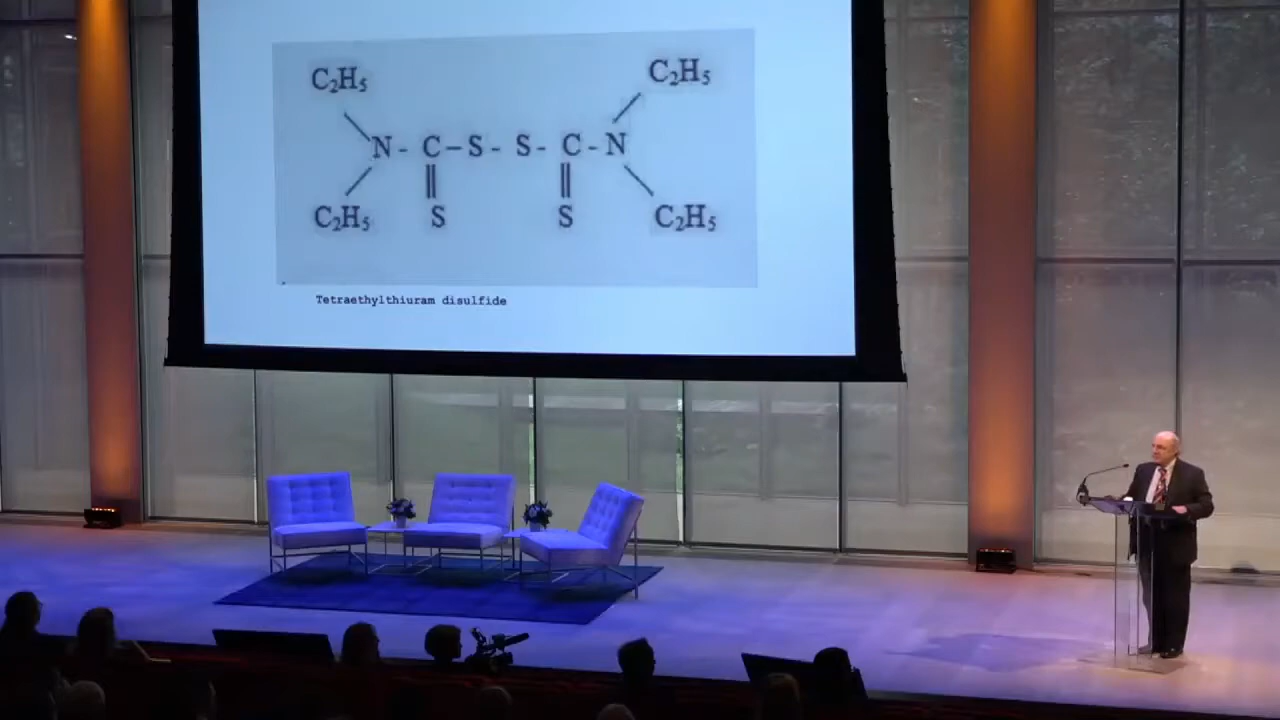 C₂H₅ C₂H₅
N - C – S - S - C - N
S S
C₂H₅ C₂H₅
Tetraethylthiuram disulfide